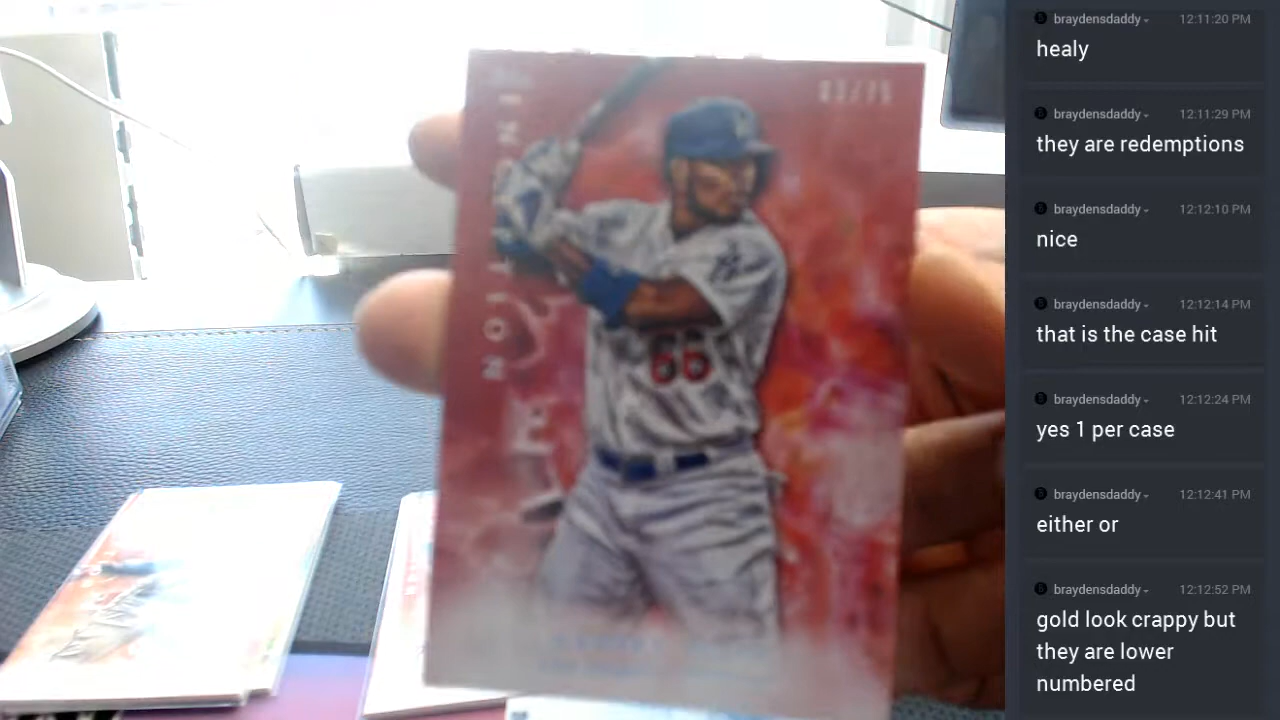 INCEPTION
66
braydensdaddy 12:11:20 PM
healy
braydensdaddy 12:11:29 PM
they are redemptions
braydensdaddy 12:12:10 PM
nice
braydensdaddy 12:12:14 PM
that is the case hit
braydensdaddy 12:12:24 PM
yes 1 per case
braydensdaddy 12:12:41 PM
either or
braydensdaddy 12:12:52 PM
gold look crappy but
they are lower
numbered